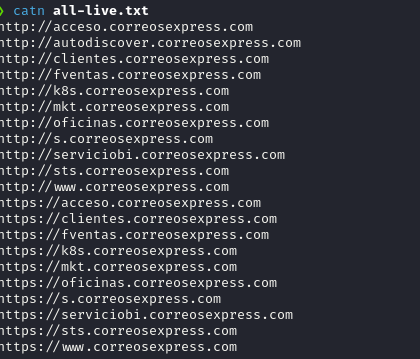 ❯ catn all-live.txt
http://acceso.correosexpress.com
http://autodiscover.correosexpress.com
http://clientes.correosexpress.com
http://fventas.correosexpress.com
http://k8s.correosexpress.com
http://mkt.correosexpress.com
http://oficinas.correosexpress.com
http://s.correosexpress.com
http://serviciobi.correosexpress.com
http://sts.correosexpress.com
http://www.correosexpress.com
https://acceso.correosexpress.com
https://clientes.correosexpress.com
https://fventas.correosexpress.com
https://k8s.correosexpress.com
https://mkt.correosexpress.com
https://oficinas.correosexpress.com
https://s.correosexpress.com
https://serviciobi.correosexpress.com
https://sts.correosexpress.com
https://www.correosexpress.com